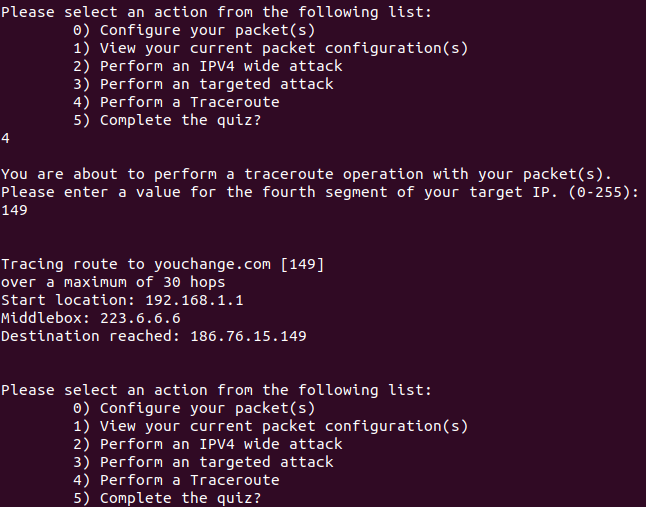 Please select an action from the following list:
0) Configure your packet(s)
1) View your current packet configuration(s)
2) Perform an IPV4 wide attack
3) Perform an targeted attack
4) Perform a Traceroute
5) Complete the quiz?
4
You are about to perform a traceroute operation with your packet(s).
Please enter a value for the fourth segment of your target IP. (0-255):
149
Tracing route to youchange.com [149]
over a maximum of 30 hops
Start location: 192.168.1.1
Middlebox: 223.6.6.6
Destination reached: 186.76.15.149
Please select an action from the following list:
0) Configure your packet(s)
1) View your current packet configuration(s)
2) Perform an IPV4 wide attack
3) Perform an targeted attack
4) Perform a Traceroute
5) Complete the quiz?